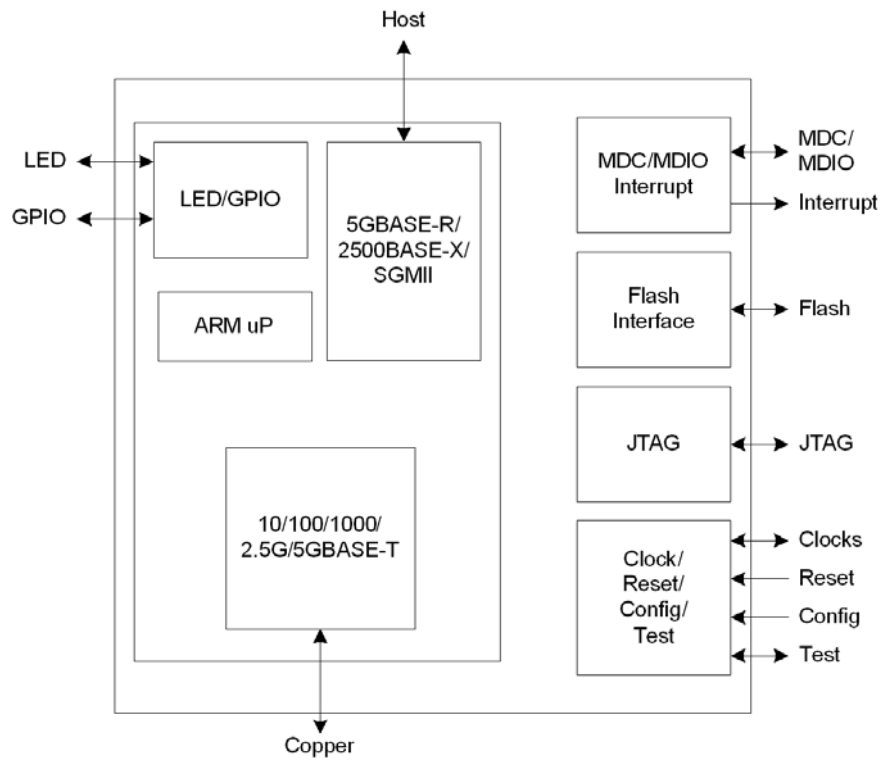 Host
LED
GPIO
LED/GPIO
5GBASE-R/
2500BASE-X/
SGMII
ARM uP
10/100/1000/
2.5G/5GBASE-T
Copper
MDC/MDIO
Interrupt
MDC/
MDIO
Interrupt
Flash
Interface
Flash
JTAG
JTAG
Clock/
Reset/
Config/
Test
Clocks
Reset
Config
Test